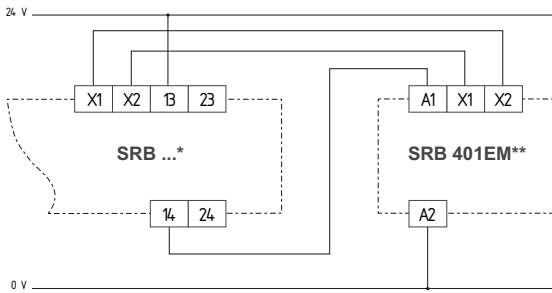 24 V
X1 X2 13 23
A1 X1 X2
SRB ...*
SRB 401EM**
14 24
A2
0 V